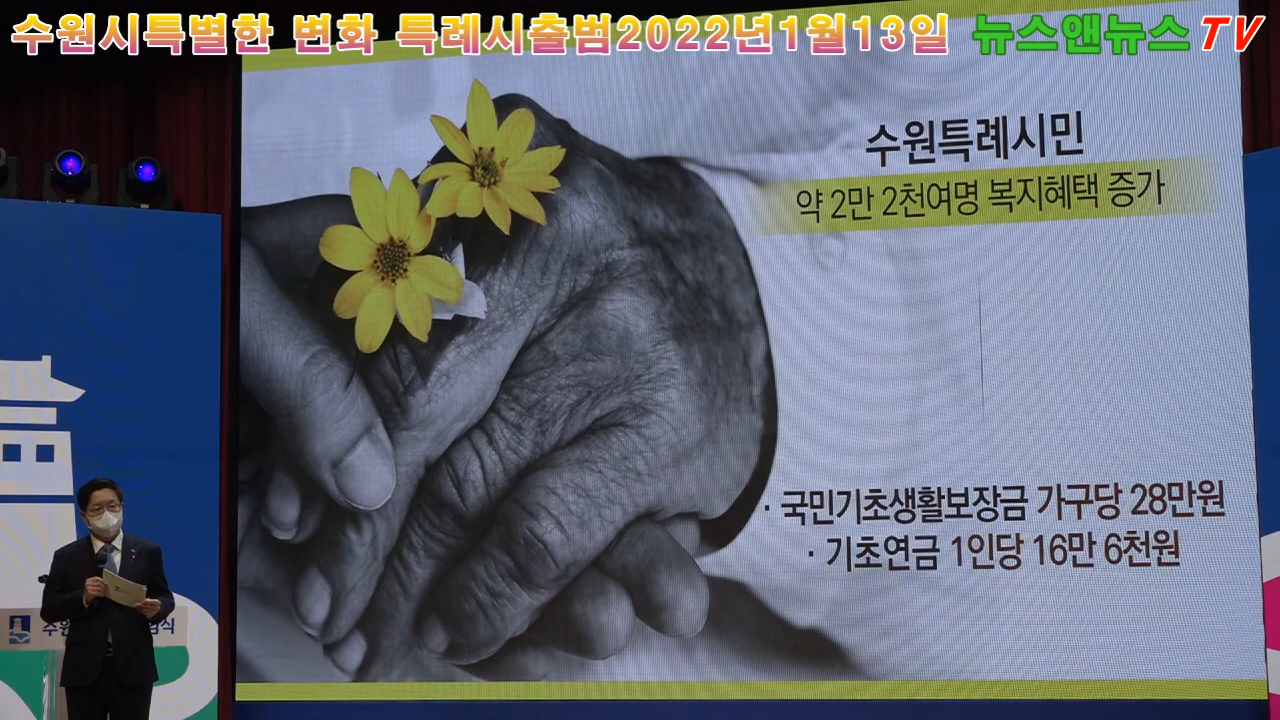 수원시특별한 변화 특례시출범2022년1월13일 뉴스앤뉴스TV
수원특례시민
약 2만 2천여명 복지혜택 증가
· 국민기초생활보장금 가구당 28만원
· 기초연금 1인당 16만 6천원